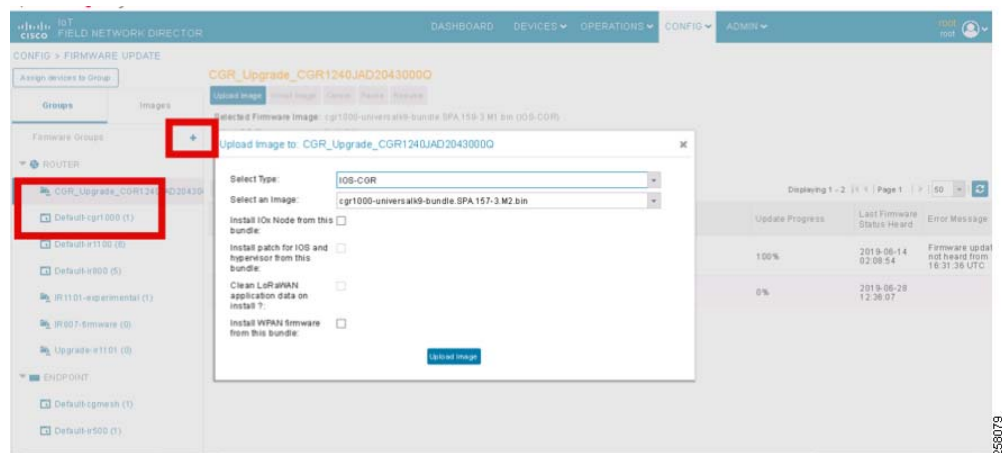 CISCO IoT
FIELD NETWORK DIRECTOR
DASHBOARD DEVICES OPERATIONS CONFIG ADMIN
root
root
CONFIG > FIRMWARE UPDATE
Assign devices to Group
CGR_Upgrade_CGR1240JAD2043000Q
Groups Images
Upload Image Install Image Cancel Pause Resume
Selected Firmware Image: cgr1000-universalk9-bundle.SPA.158-3.M1.bin (IOS-CGR)
Firmware Groups +
Upload Image to: CGR_Upgrade_CGR1240JAD2043000Q
ROUTER
Select Type: IOS-CGR
CGR_Upgrade_CGR1240JAD20430
Select an Image: cgr1000-universalk9-bundle.SPA.157-3.M2.bin
Displaying 1 - 2 Page 1 50
Default-cgr1000 (1)
Install IOx Node from this
bundle:
Update Progress
Last Firmware
Status Heard
Error Message
Default-ir1100 (8)
Install patch for IOS and
hypervisor from this
bundle:
100%
2019-06-14
02:08:54
Firmware updat
not heard from
16:31:36 UTC
Default-ir800 (5)
Clean LoRaWAN
application data on
install ?:
0%
2019-06-28
12:36:07
IR1101-experimental (1)
Install WPAN firmware
from this bundle:
IR807-firmware (0)
Upgrade-ir1101 (0)
Upload Image
ENDPOINT
Default-cgmesh (1)
Default-ir500 (1)
258079